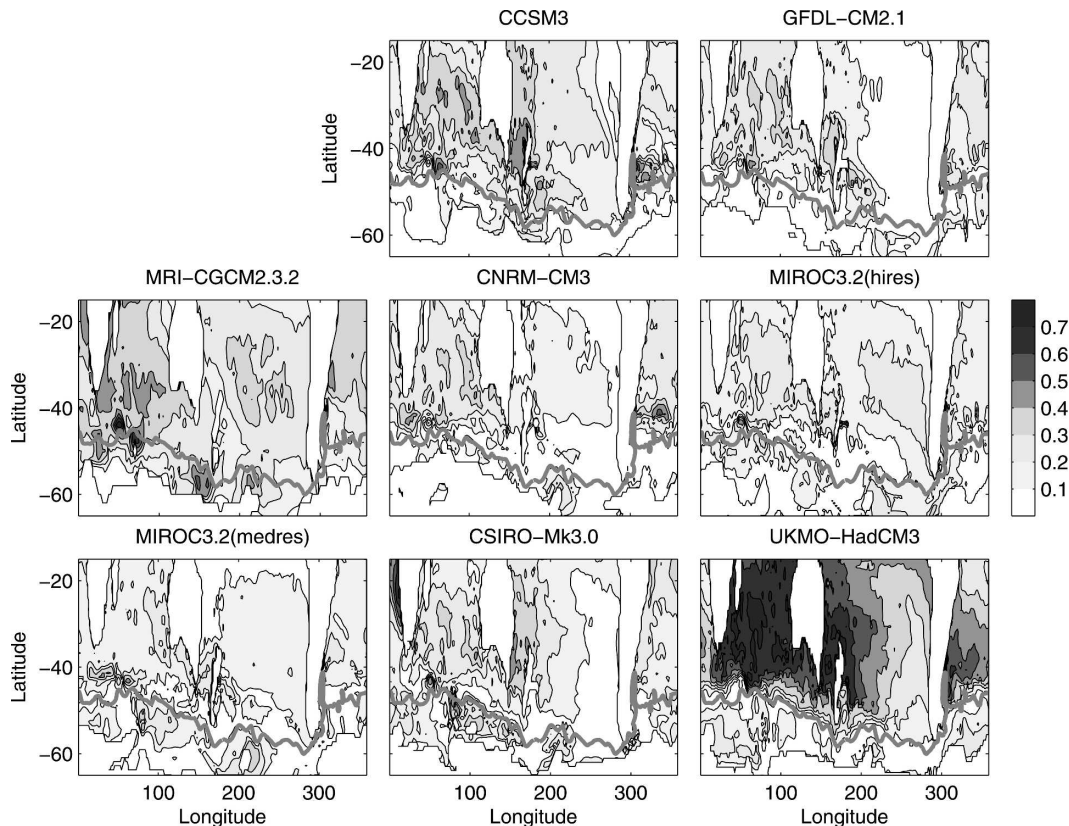 CCSM3
GFDL−CM2.1
Latitude
−20
−40
−60
MRI−CGCM2.3.2
CNRM−CM3
MIROC3.2(hires)
Latitude
−20
−40
−60
0.7
0.6
0.5
0.4
0.3
0.2
0.1
MIROC3.2(medres)
CSIRO−Mk3.0
UKMO−HadCM3
Latitude
−20
−40
−60
100 200 300
100 200 300
100 200 300
Longitude
Longitude
Longitude